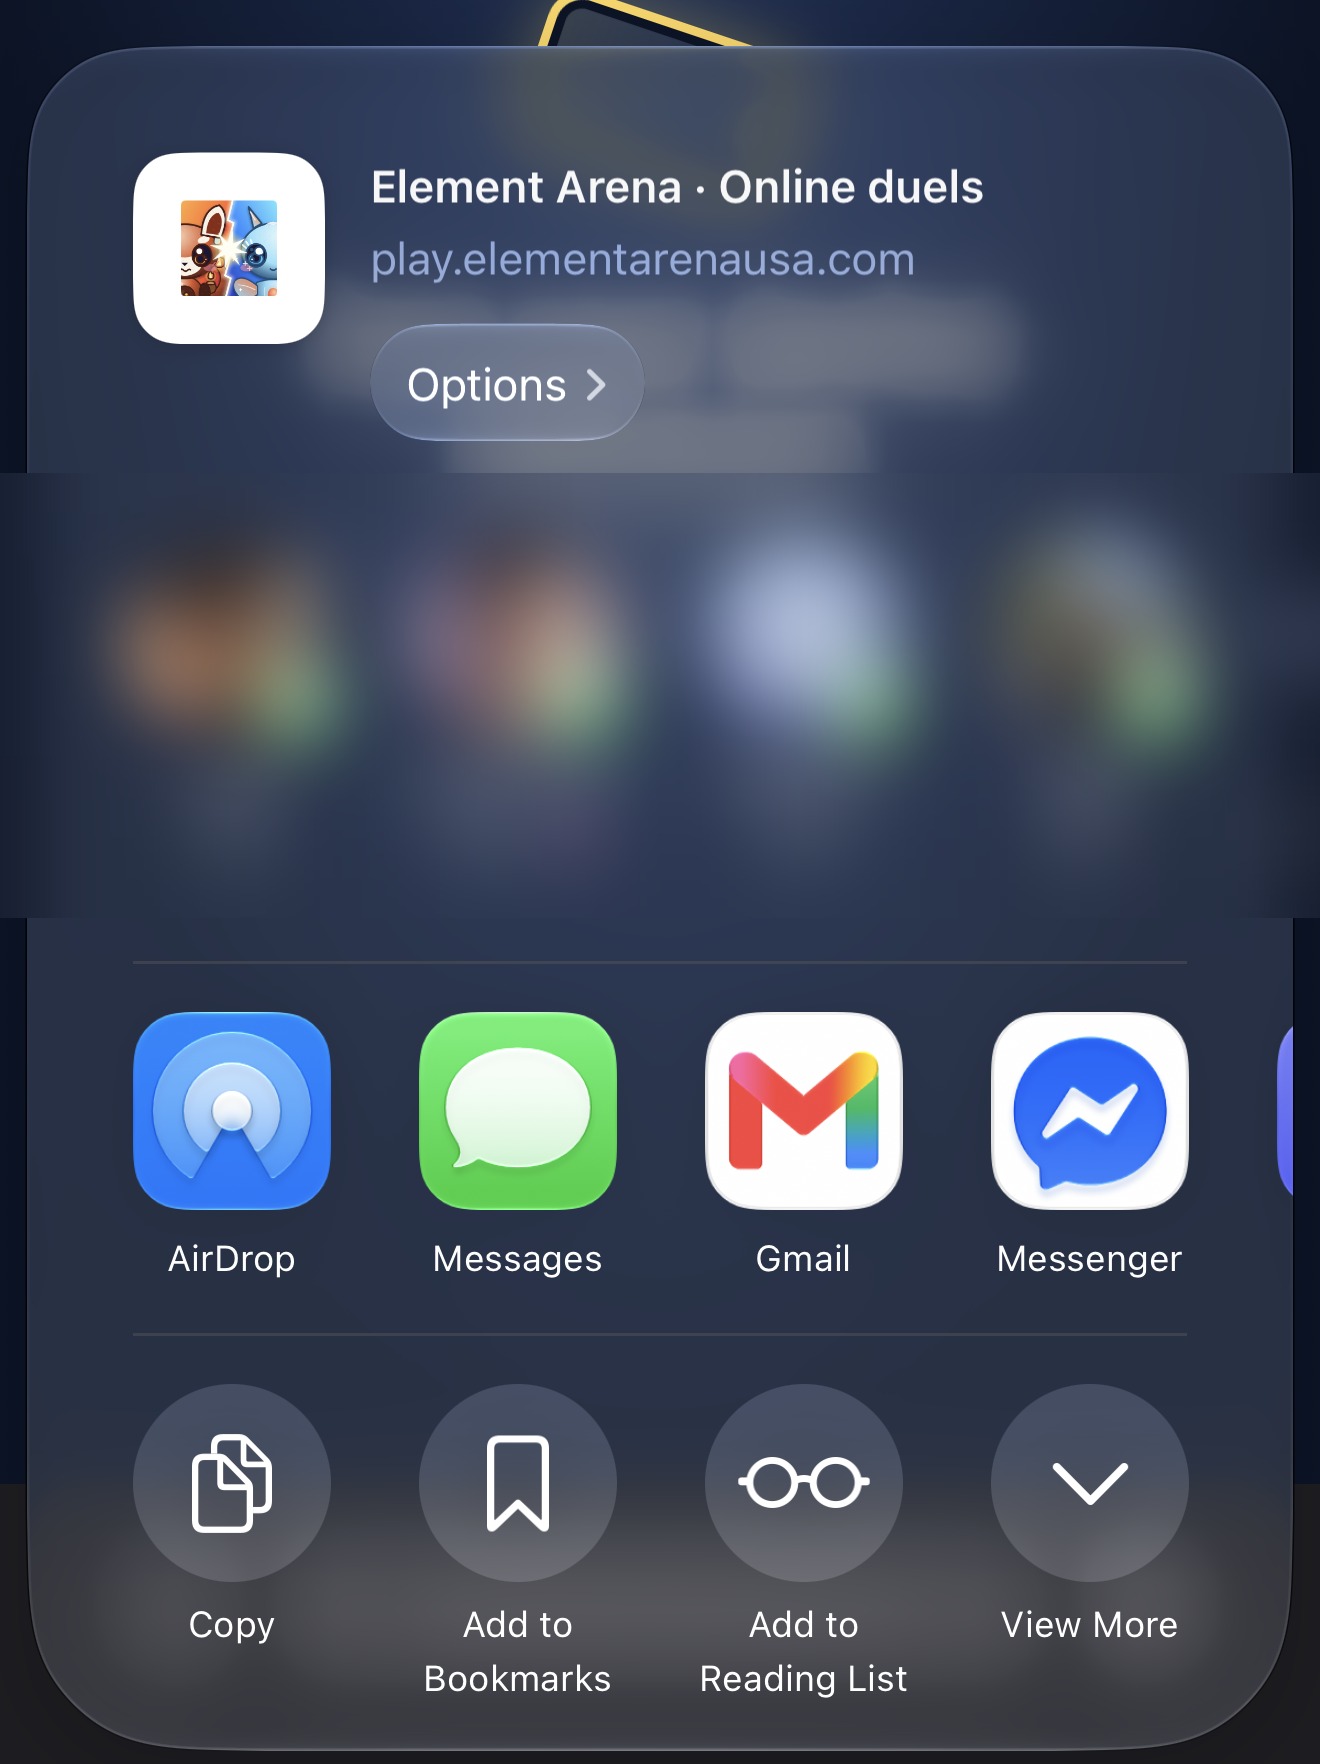 Element Arena · Online duels
play.elementarenausa.com
Options
AirDrop
Messages
Gmail
Messenger
Copy
Add to
Bookmarks
Add to
Reading List
View More